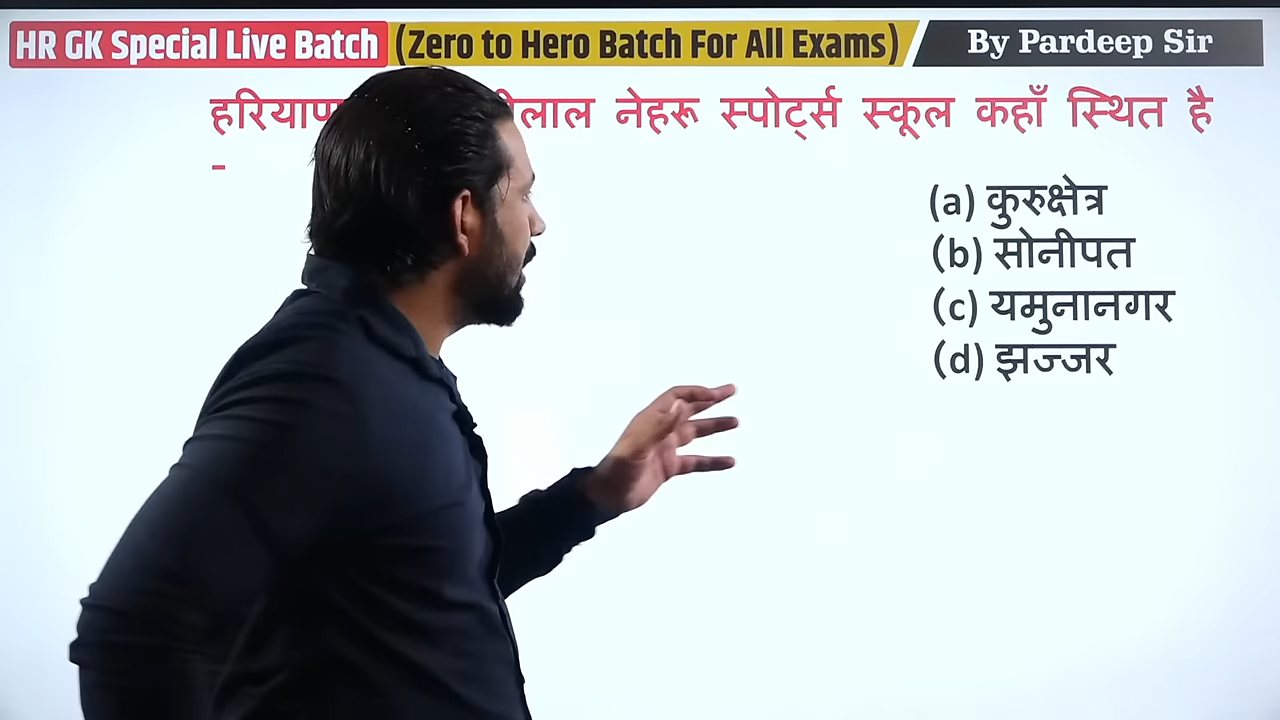 HR GK Special Live Batch (Zero to Hero Batch For All Exams) By Pardeep Sir
नेहरू स्पोर्ट्स स्कूल कहाँ स्थित है
-
(a) कुरुक्षेत्र
(b) सोनीपत
(c) यमुनानगर
(d) झज्जर